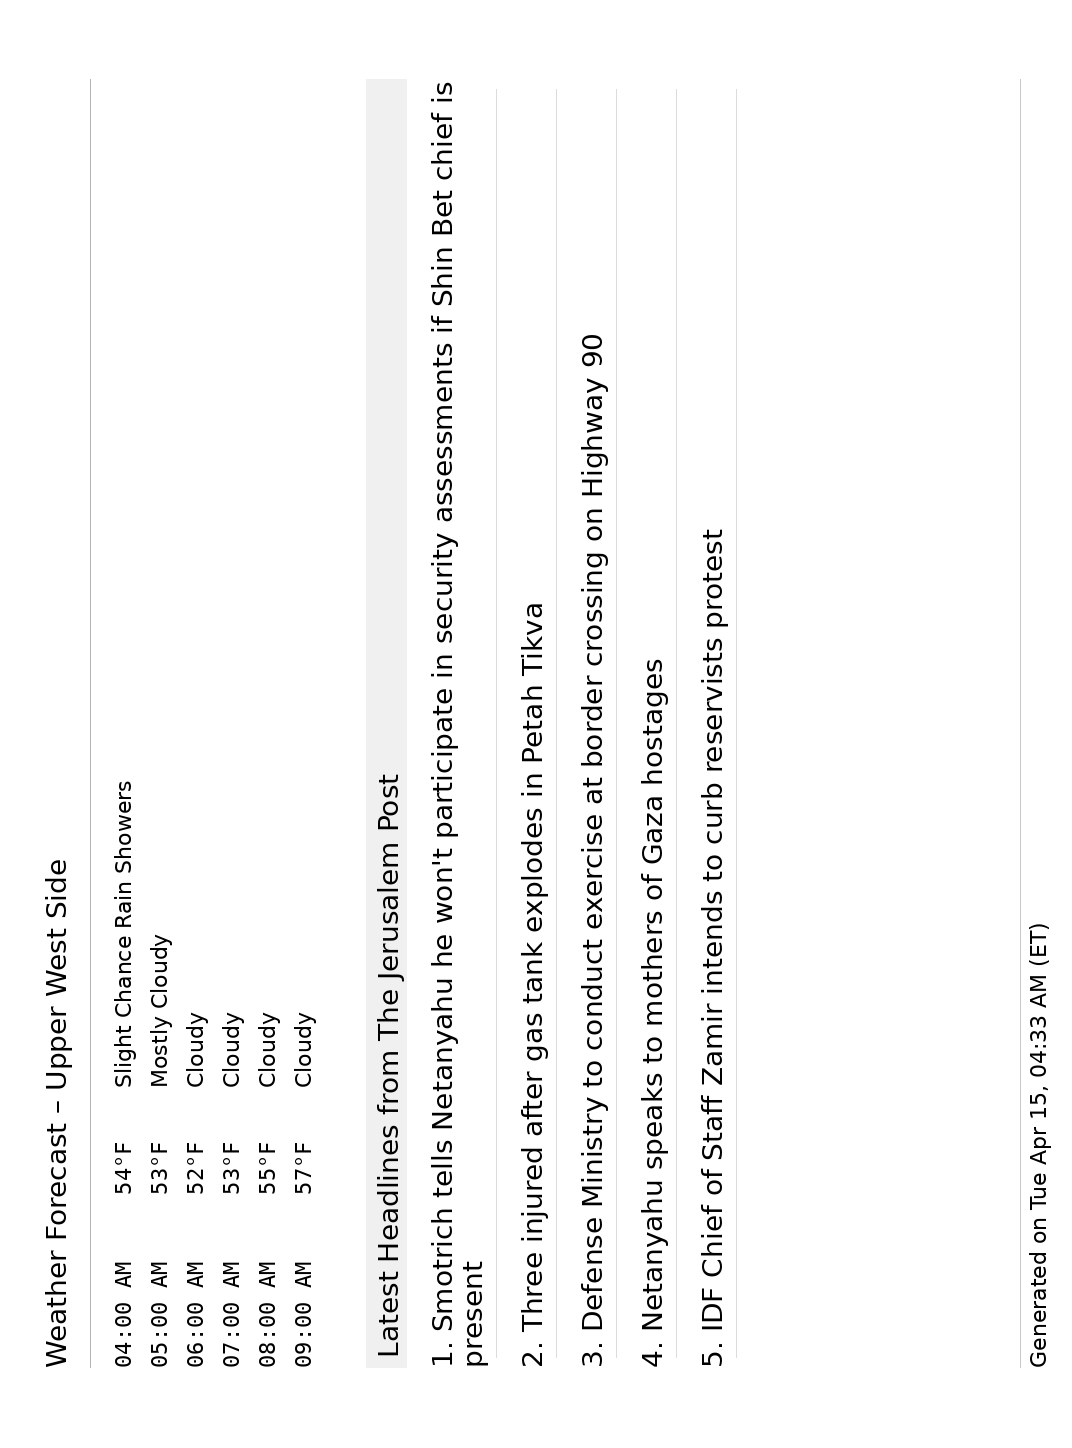 Weather Forecast – Upper West Side
04:00 AM 54°F Slight Chance Rain Showers
05:00 AM 53°F Mostly Cloudy
06:00 AM 52°F Cloudy
07:00 AM 53°F Cloudy
08:00 AM 55°F Cloudy
09:00 AM 57°F Cloudy
Latest Headlines from The Jerusalem Post
1. Smotrich tells Netanyahu he won't participate in security assessments if Shin Bet chief is
present
2. Three injured after gas tank explodes in Petah Tikva
3. Defense Ministry to conduct exercise at border crossing on Highway 90
4. Netanyahu speaks to mothers of Gaza hostages
5. IDF Chief of Staff Zamir intends to curb reservists protest
Generated on Tue Apr 15, 04:33 AM (ET)